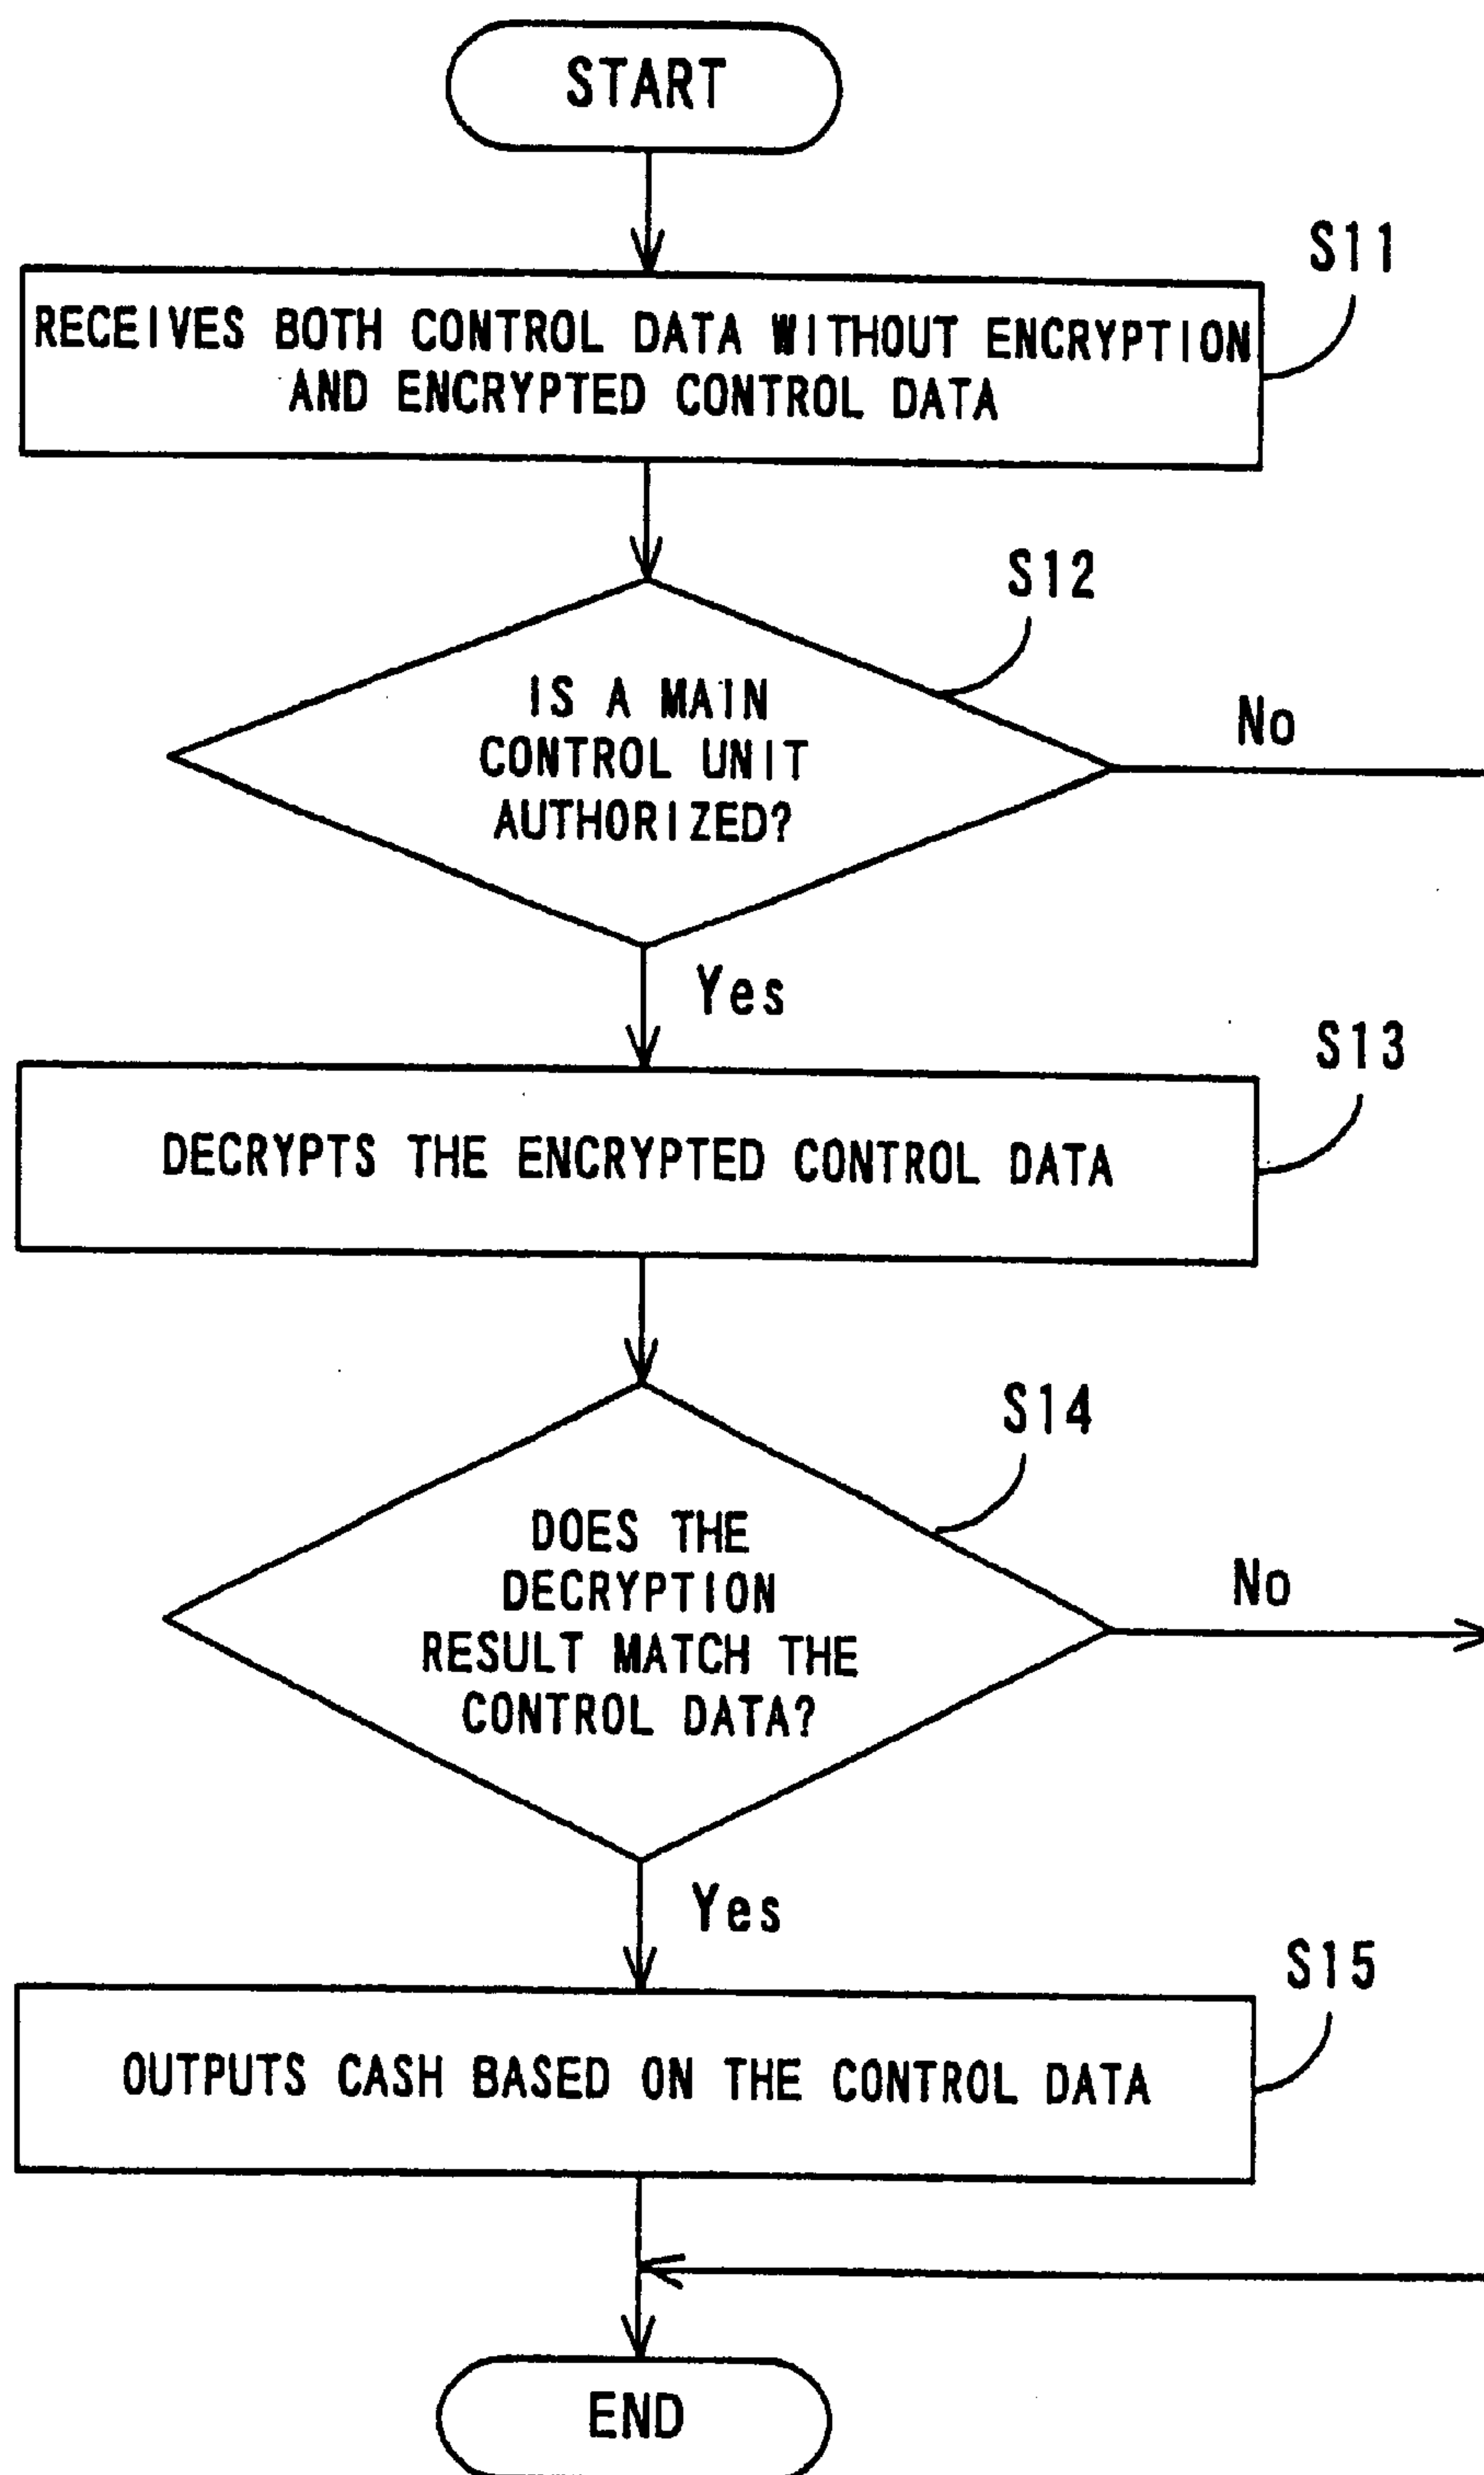 START
S11
RECEIVES BOTH CONTROL DATA WITHOUT ENCRYPTION
AND ENCRYPTED CONTROL DATA
S12
IS A MAIN
CONTROL UNIT
AUTHORIZED?
No
Yes
S13
DECRYPTS THE ENCRYPTED CONTROL DATA
S14
DOES THE
DECRYPTION
RESULT MATCH THE
CONTROL DATA?
No
Yes
S15
OUTPUTS CASH BASED ON THE CONTROL DATA
END